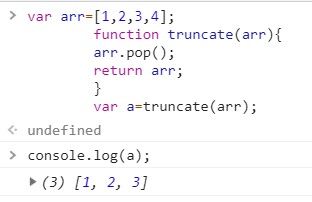 var arr=[1,2,3,4];
function truncate(arr){
arr.pop();
return arr;
}
var a=truncate(arr);
undefined
console.log(a);
(3) [1, 2, 3]